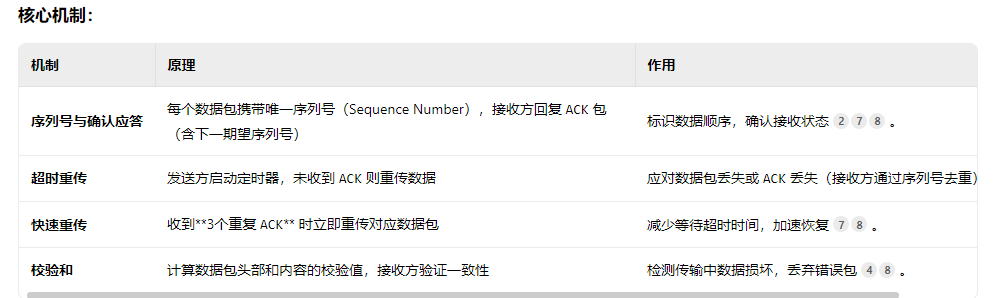 核心机制：
机制 原理 作用
序列号与确认应答 每个数据包携带唯一序列号（Sequence Number），接收方回复 ACK 包
（含下一期望序列号） 标识数据顺序，确认接收状态 2 7 8 。
超时重传 发送方启动定时器，未收到 ACK 则重传数据 应对数据包丢失或 ACK 丢失（接收方通过序列号去重）
快速重传 收到**3个重复 ACK** 时立即重传对应数据包 减少等待超时时间，加速恢复 7 8 。
校验和 计算数据包头部和内容的校验值，接收方验证一致性 检测传输中数据损坏，丢弃错误包 4 8 。